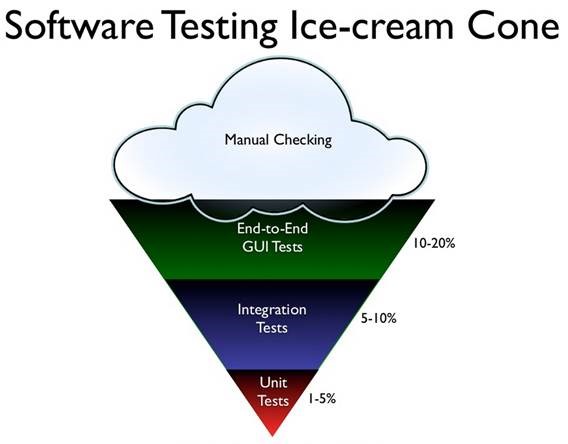 Software Testing Ice-cream Cone
Manual Checking
End-to-End
GUI Tests
10-20%
Integration
Tests
5-10%
Unit
Tests
1-5%